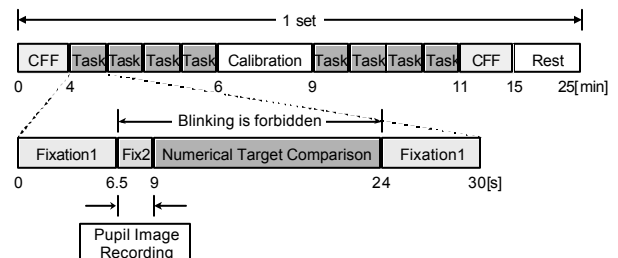 1 set
CFF Task Task Task Task Calibration Task Task Task Task CFF Rest
0 4 6 9 11 15 25[min]
Blinking is forbidden
Fixation1 Fix2 Numerical Target Comparison Fixation1
0 6.5 9 24 30[s]
Pupil Image
Recording